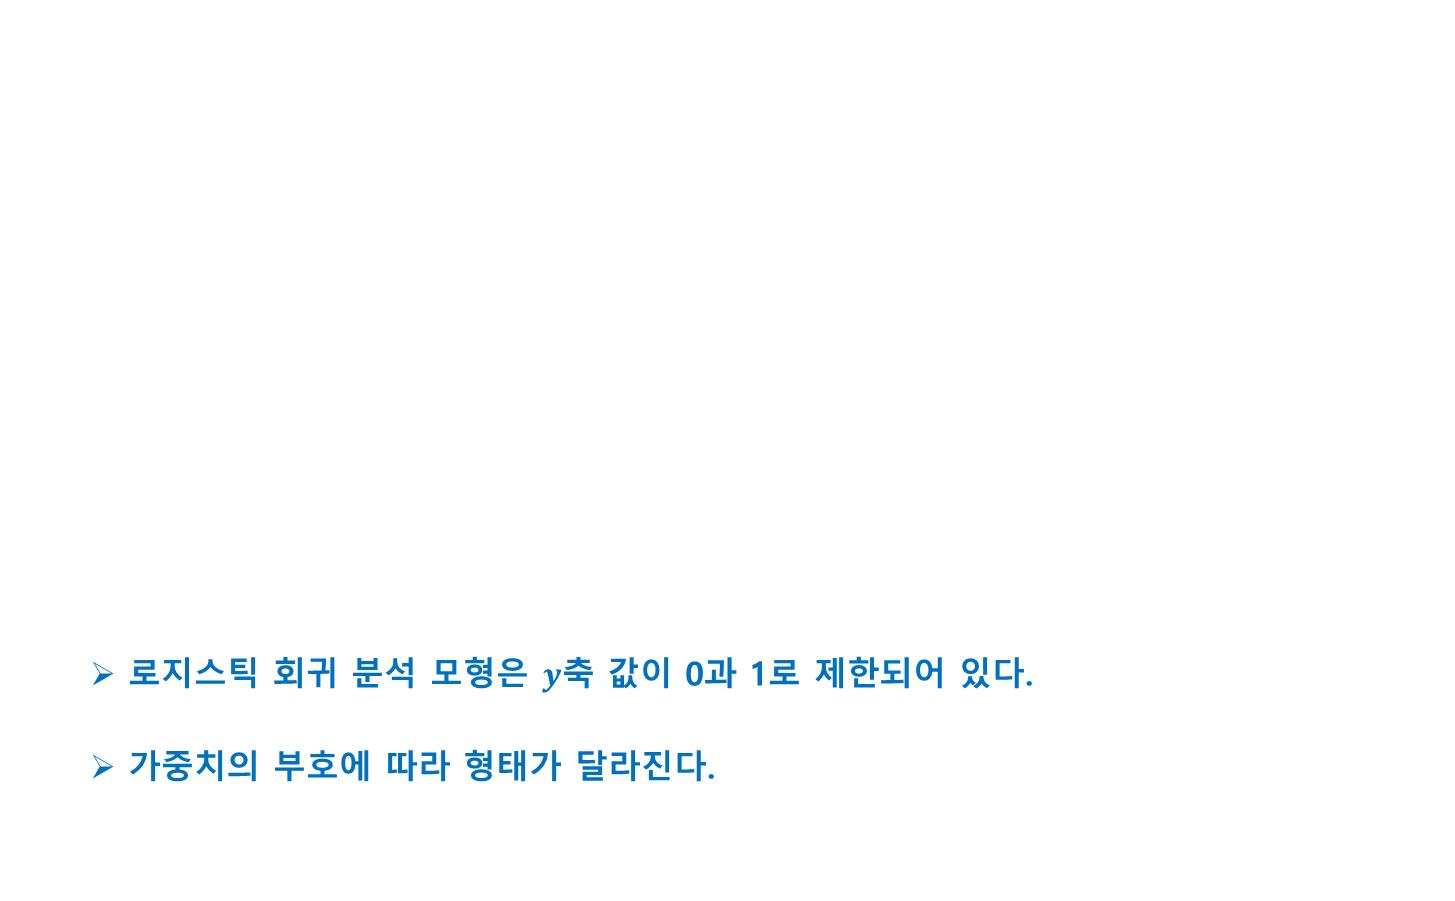 ➢ 로지스틱 회귀 분석 모형은 y축 값이 0과 1로 제한되어 있다.
➢ 가중치의 부호에 따라 형태가 달라진다.